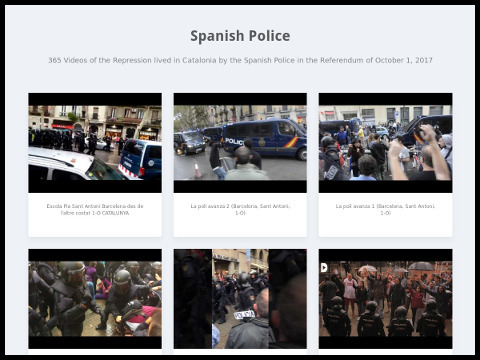 Spanish Police
365 Videos of the Repression lived in Catalonia by the Spanish Police in the Referendum of October 1, 2017
POLICIA
Escola Pia Sant Antoni Barcelona-des de
l'altre costat 1-O CATALUNYA
La poli avanza 2 (Barcelona, Sant Antoni,
1-O)
La poli avanza 1 (Barcelona, Sant Antoni,
1-O)
POLICIA